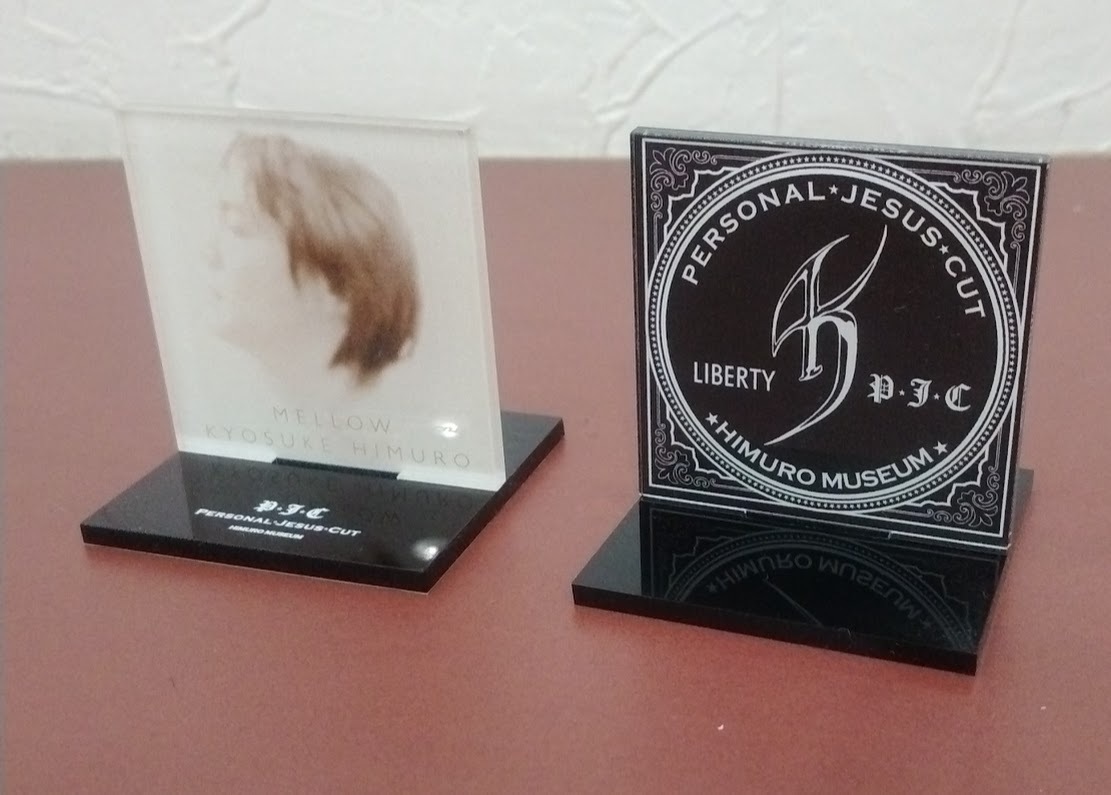 MELLOW
KYOSUKE HIMURO
P·J·C
PERSONAL·JESUS·CUT
HIMURO MUSEUM
PERSONAL★JESUS★CUT
LIBERTY
P·J·C
★HIMURO MUSEUM★